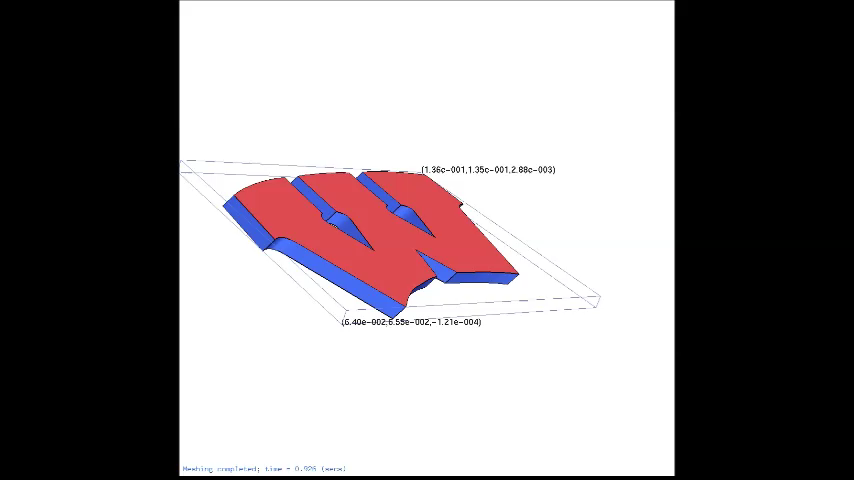 (1.36e-001,1.35e-001,2.88e-003)
(6.40e-002,6.55e-002,-1.21e-004)
Meshing completed; time = 0.926 (secs)